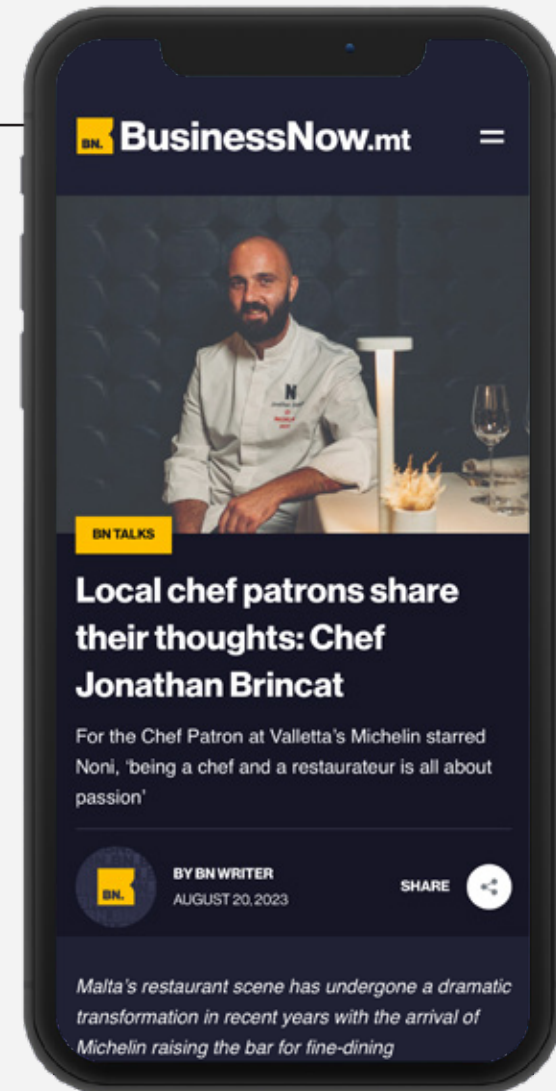 BN. BusinessNow.mt
N
BN TALKS
Local chef patrons share
their thoughts: Chef
Jonathan Brincat
For the Chef Patron at Valletta's Michelin starred
Noni, 'being a chef and a restaurateur is all about
passion'
BN.
BY BN WRITER
AUGUST 20, 2023
SHARE
Malta's restaurant scene has undergone a dramatic
transformation in recent years with the arrival of
Michelin raising the bar for fine-dining